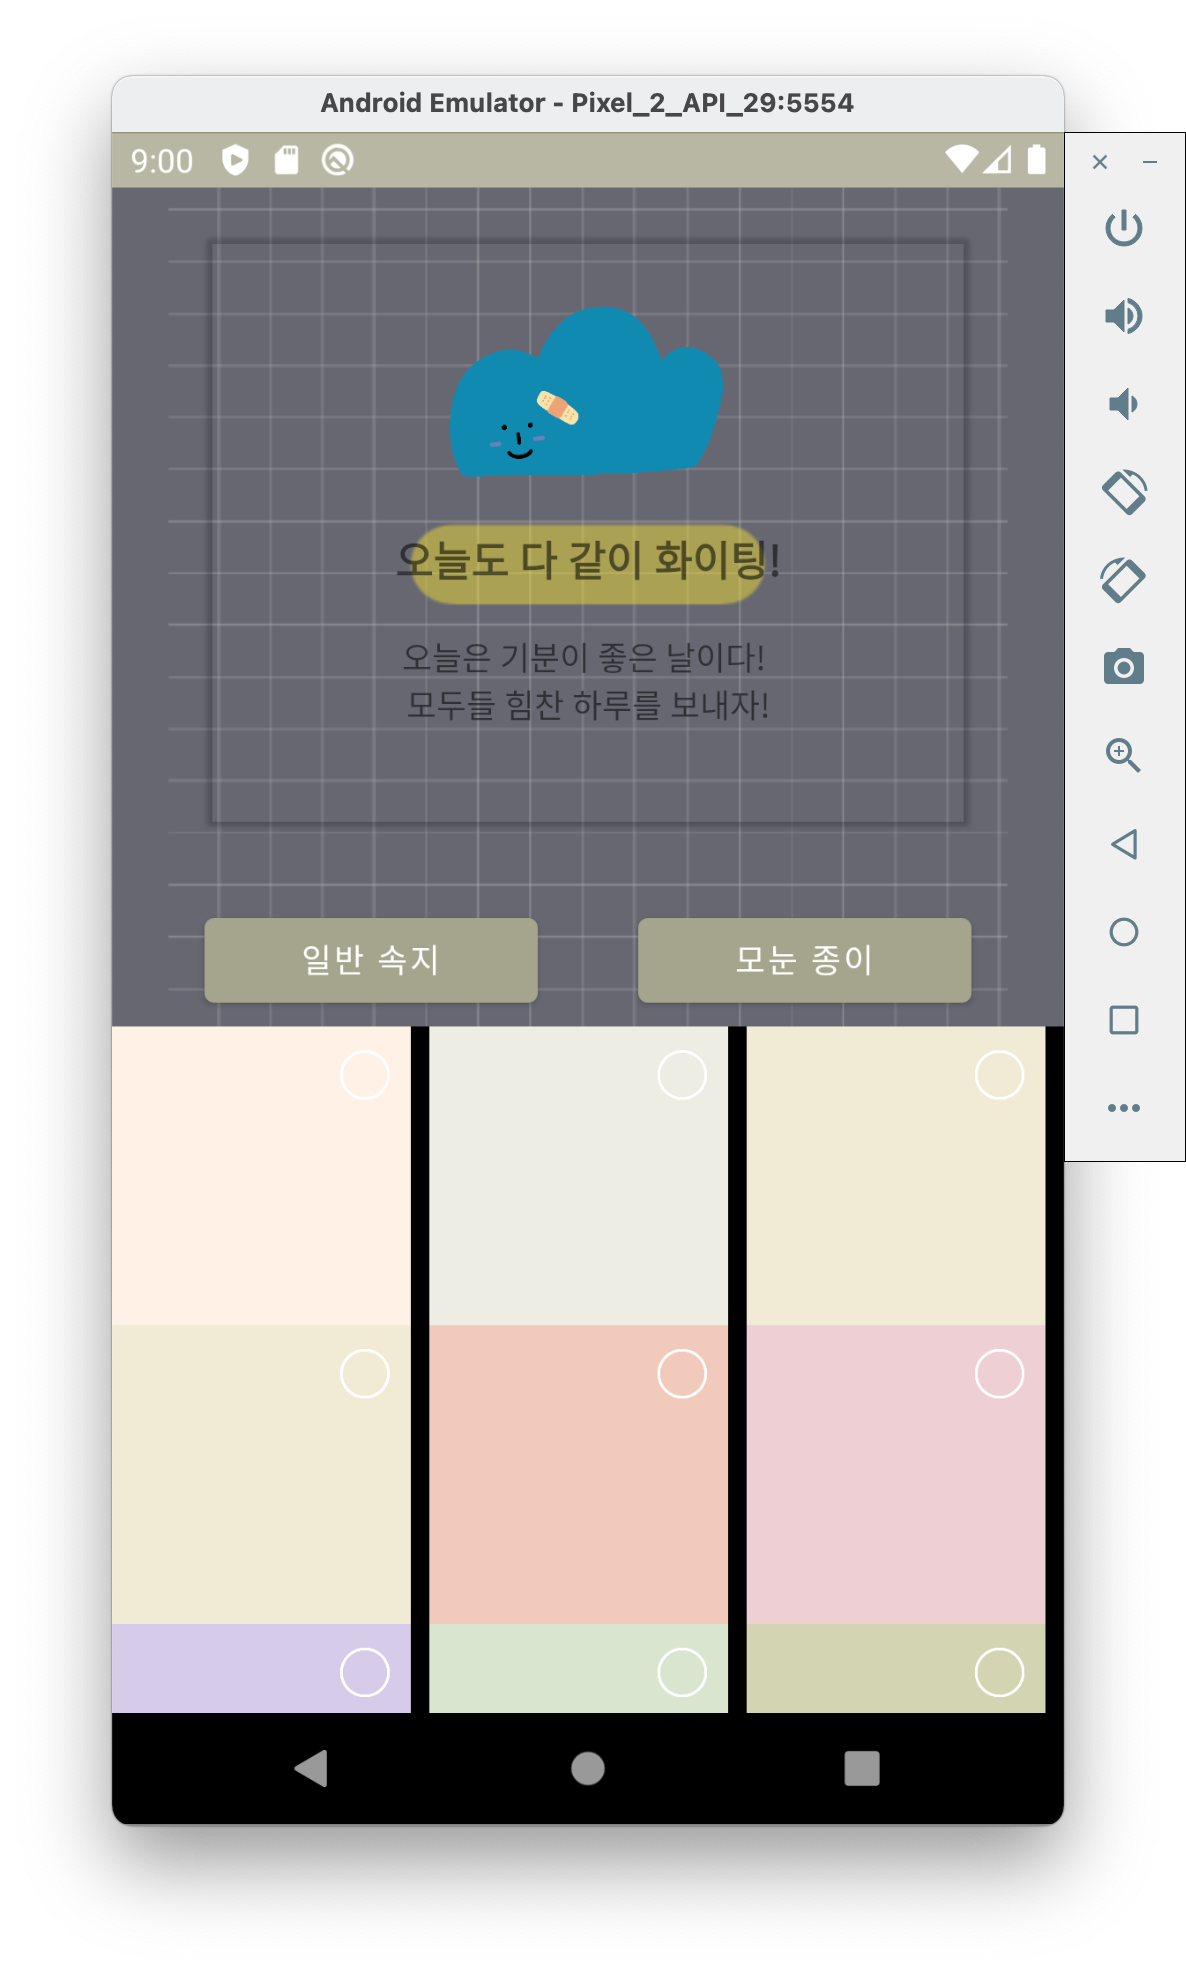 Android Emulator - Pixel_2_API_29:5554
9:00
오늘도 다 같이 화이팅!
오늘은 기분이 좋은 날이다!
모두들 힘찬 하루를 보내자!
일반 속지
모눈 종이